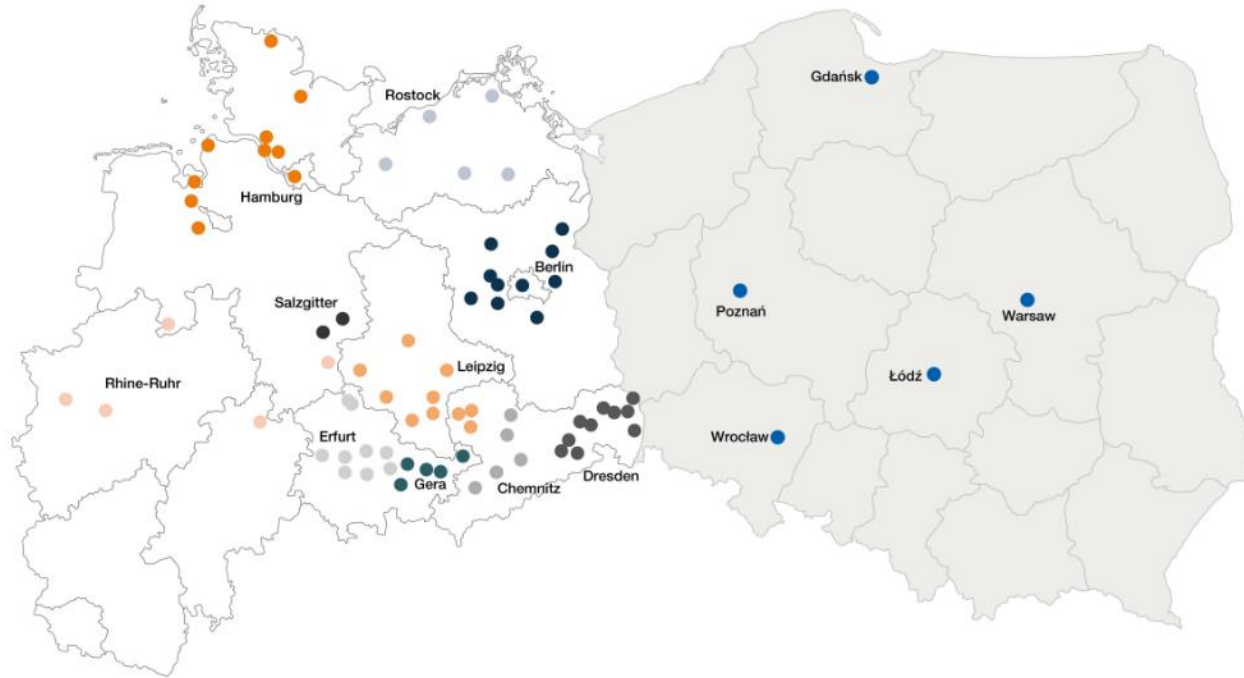 Gdańsk
Rostock
Hamburg
Berlin
Salzgitter
Poznań
Warsaw
Leipzig
Rhine-Ruhr
Łódź
Erfurt
Wrocław
Gera
Chemnitz
Dresden